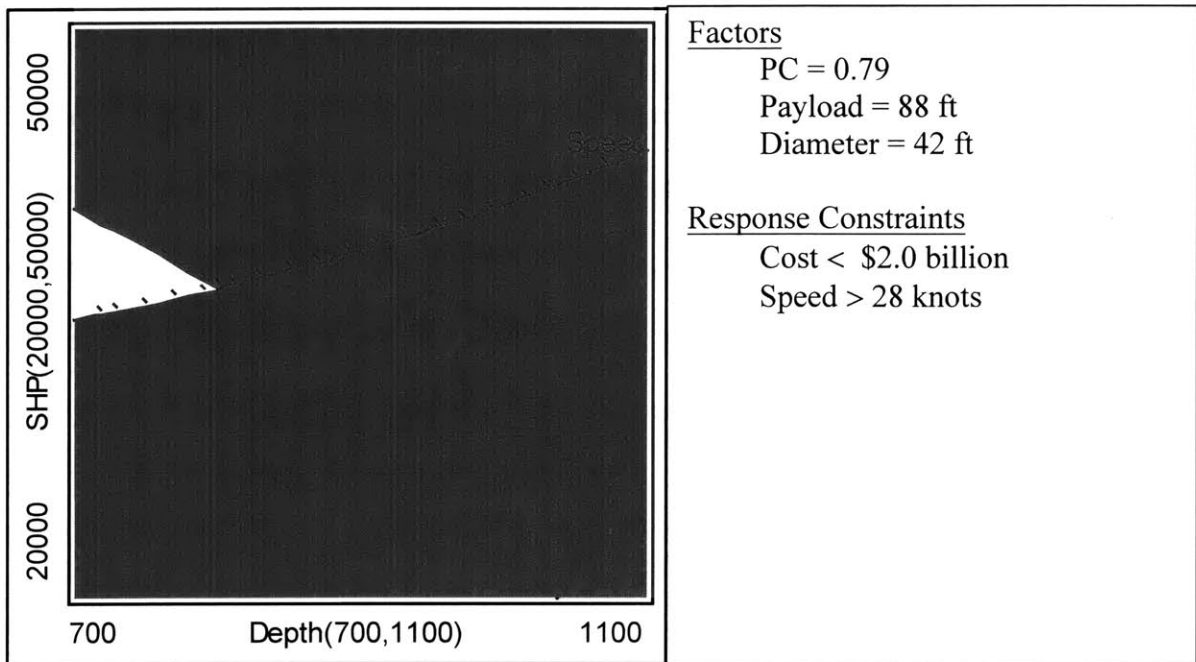 50000
SHP(20000,50000)
20000
700
Depth(700,1100)
1100
Speed
Factors
PC = 0.79
Payload = 88 ft
Diameter = 42 ft
Response Constraints
Cost < $2.0 billion
Speed > 28 knots